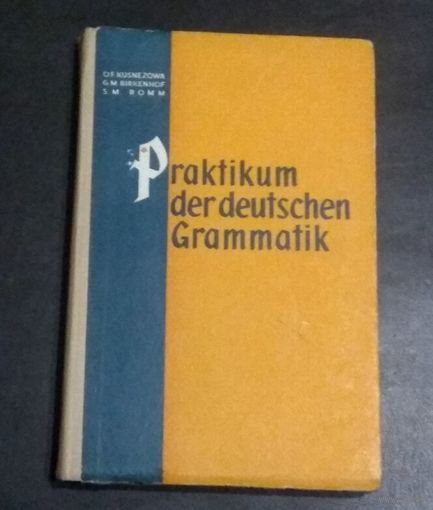 O.F. KUSNEZOWA
G.M. BIRKENHOF
S. M. ROMM
Praktikum
der deutschen
Grammatik